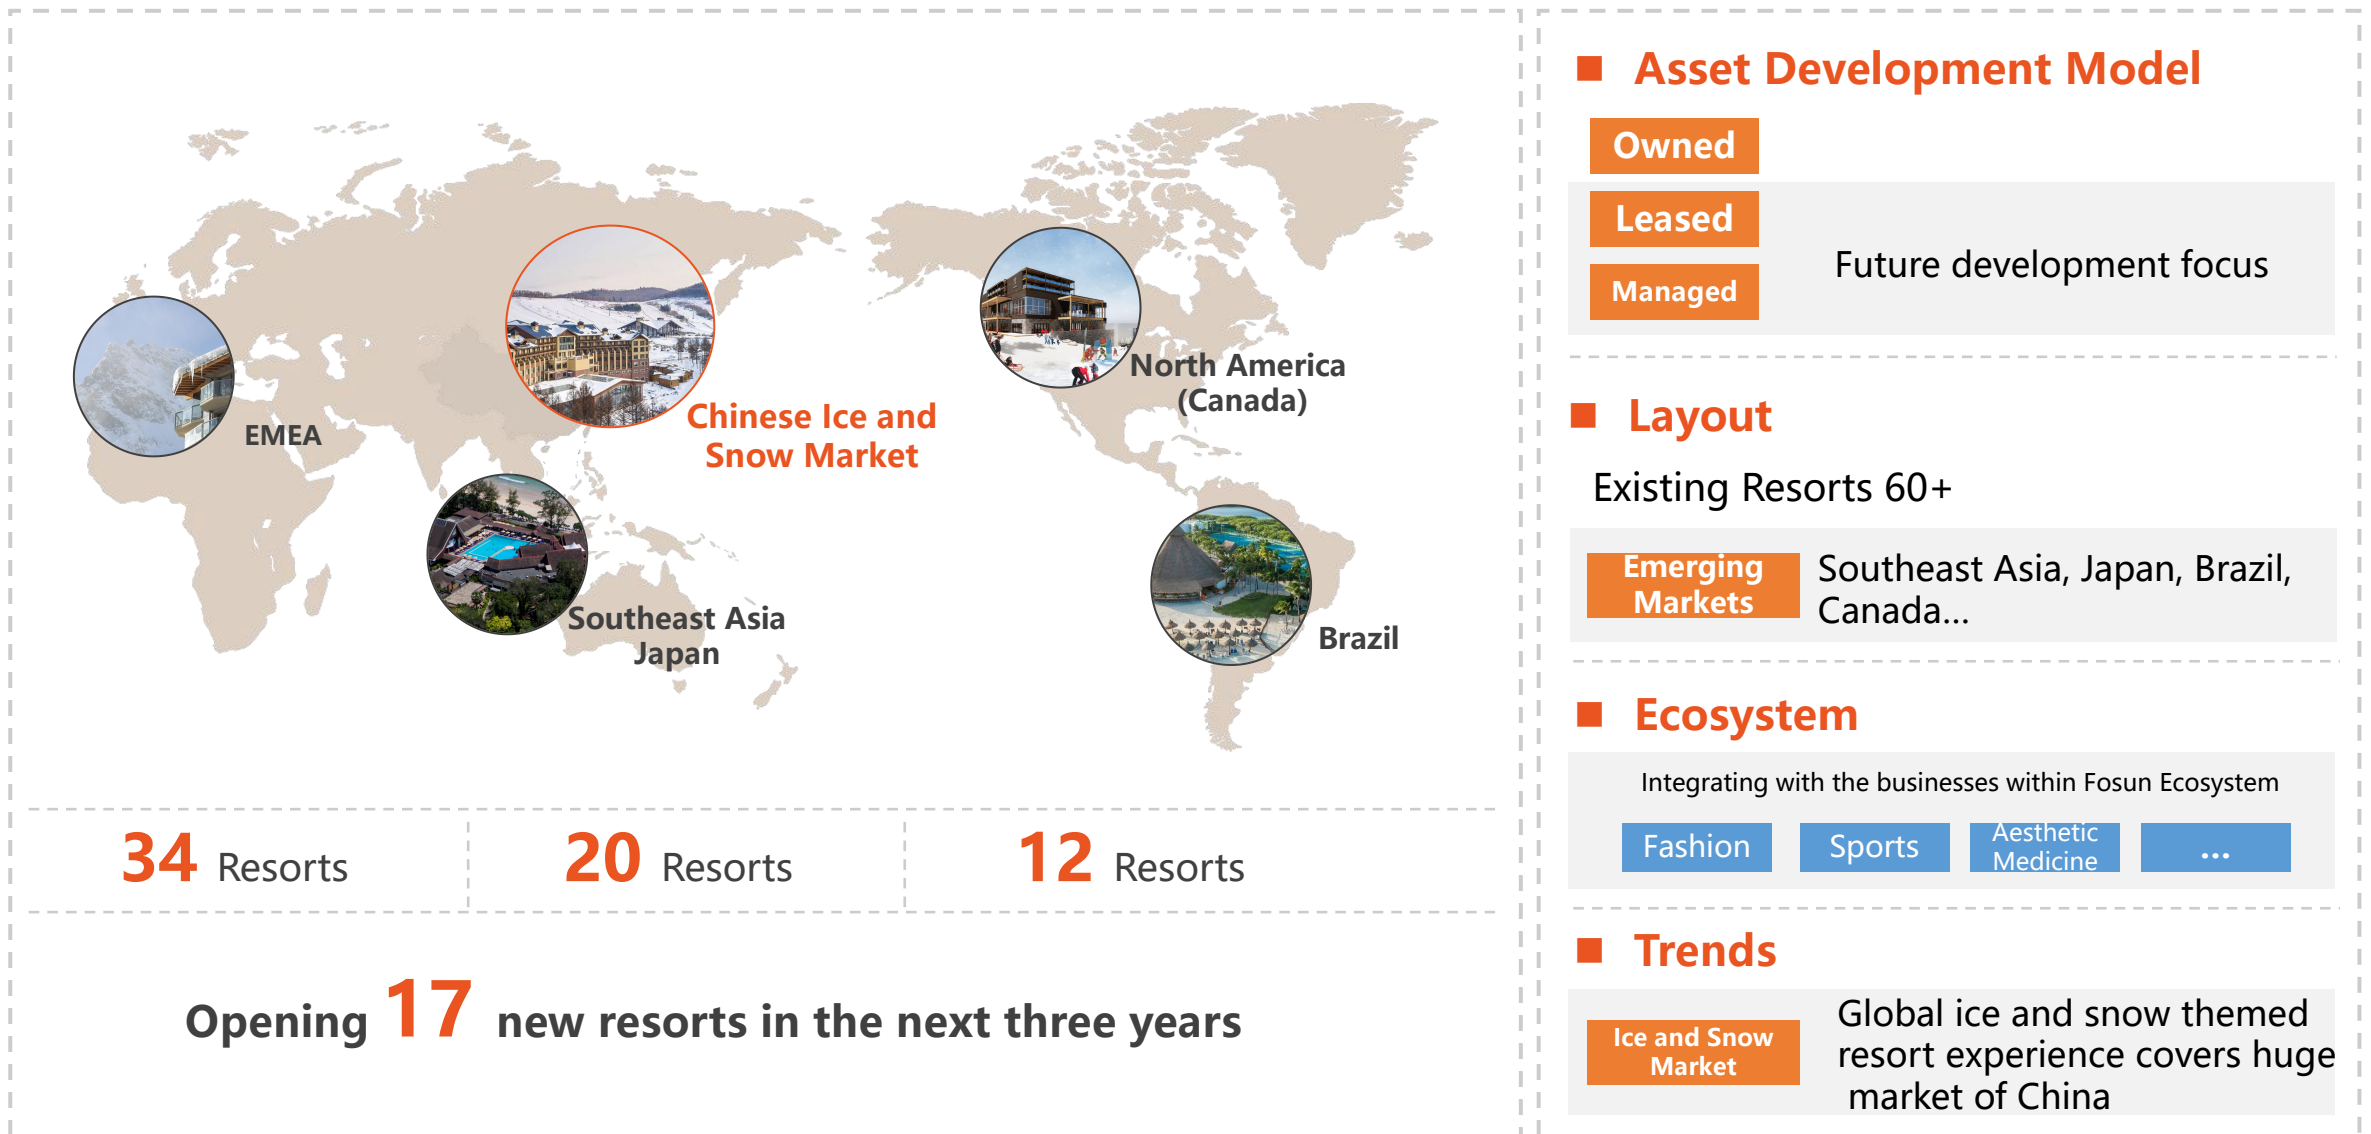 EMEA
Chinese Ice and
Snow Market
Southeast Asia
Japan
North America
(Canada)
Brazil
34 Resorts
20 Resorts
12 Resorts
Opening 17 new resorts in the next three years
Asset Development Model
Owned
Leased
Managed
Future development focus
Layout
Existing Resorts 60+
Emerging
Markets
Southeast Asia, Japan, Brazil,
Canada...
Ecosystem
Integrating with the businesses within Fosun Ecosystem
Fashion
Sports
Aesthetic
Medicine
...
Trends
Ice and Snow
Market
Global ice and snow themed
resort experience covers huge
market of China